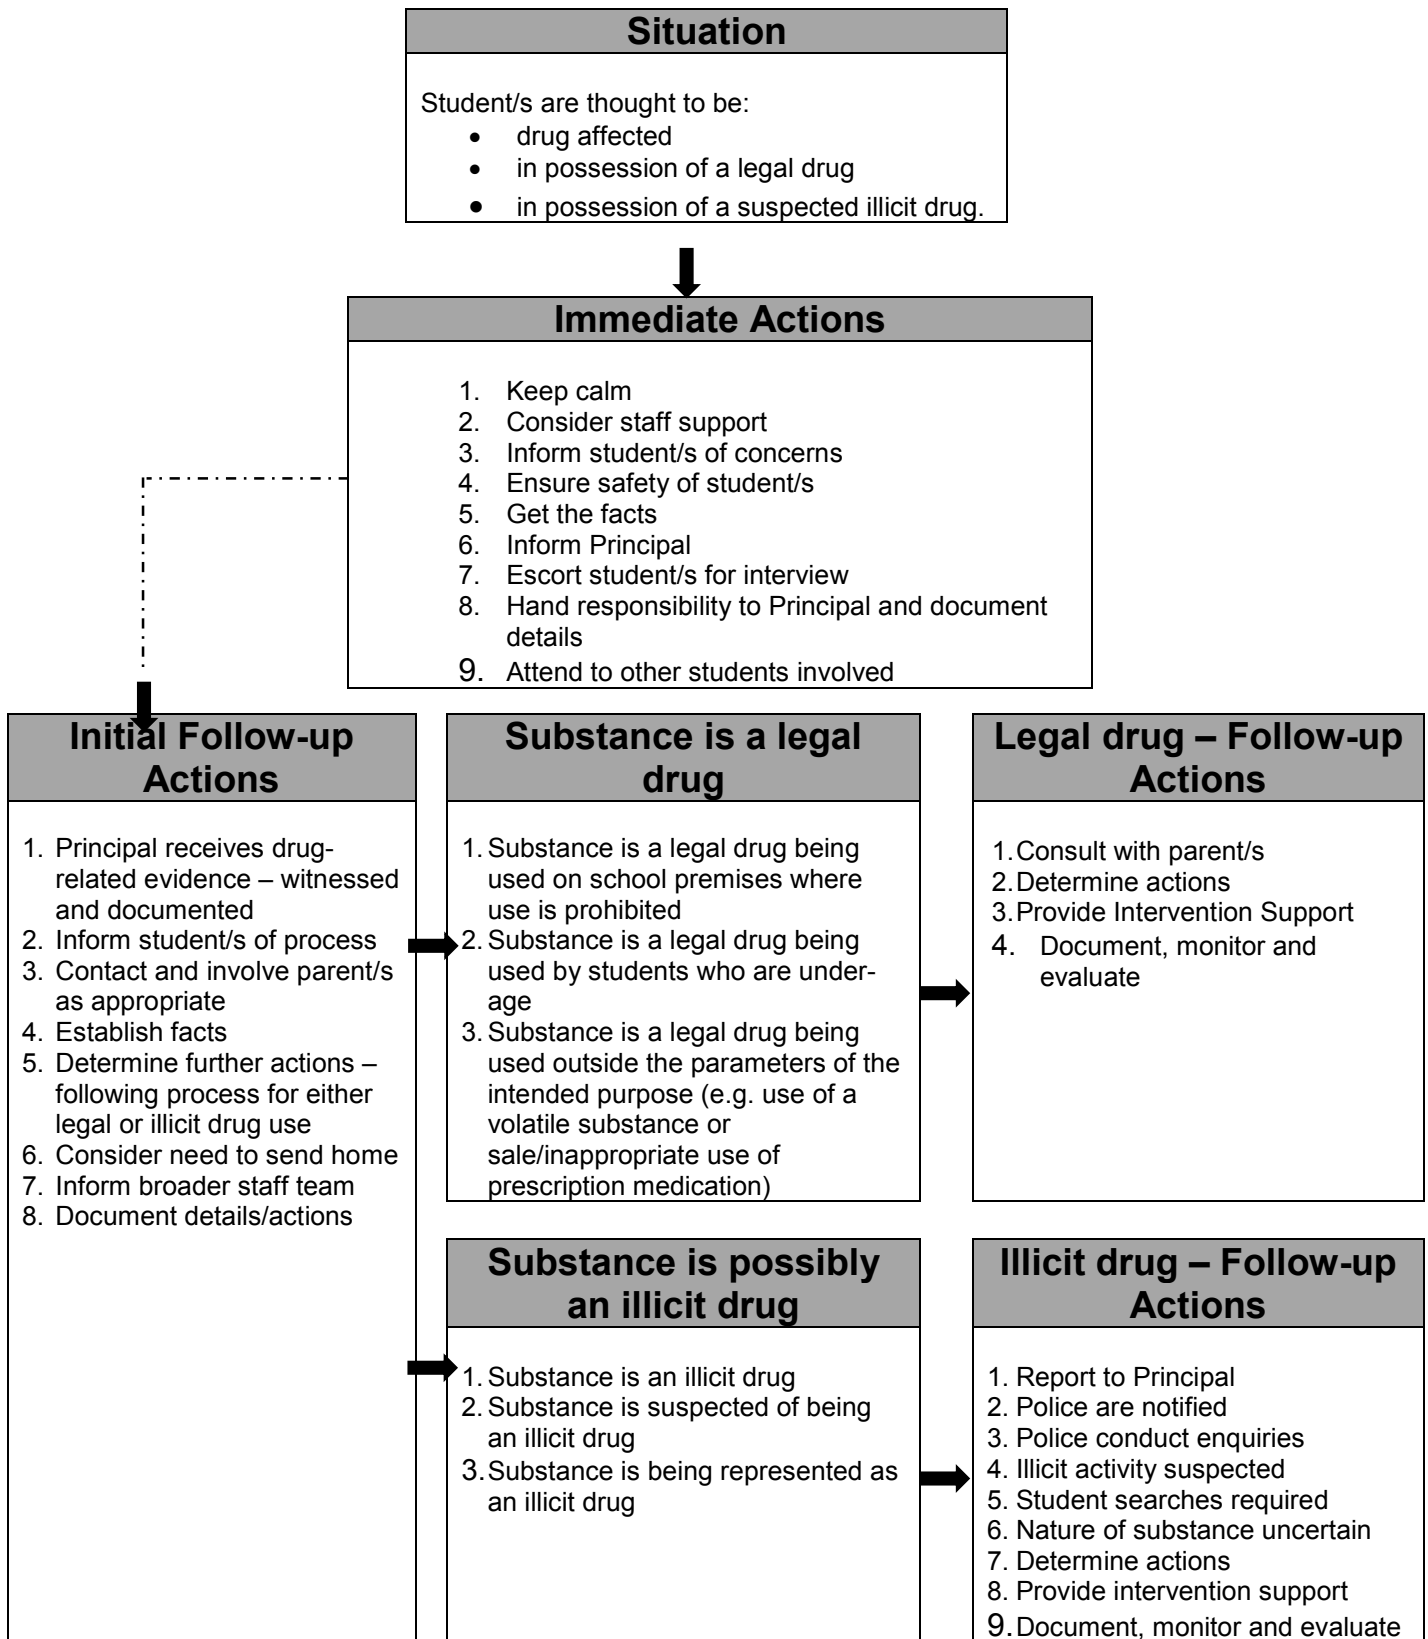 Situation
Student/s are thought to be:
• drug affected
• in possession of a legal drug
• in possession of a suspected illicit drug.
Immediate Actions
1. Keep calm
2. Consider staff support
3. Inform student/s of concerns
4. Ensure safety of student/s
5. Get the facts
6. Inform Principal
7. Escort student/s for interview
8. Hand responsibility to Principal and document
details
9. Attend to other students involved
Initial Follow-up
Actions
1. Principal receives drug-
related evidence – witnessed
and documented
2. Inform student/s of process
3. Contact and involve parent/s
as appropriate
4. Establish facts
5. Determine further actions –
following process for either
legal or illicit drug use
6. Consider need to send home
7. Inform broader staff team
8. Document details/actions
Substance is a legal
drug
1. Substance is a legal drug being
used on school premises where
use is prohibited
2. Substance is a legal drug being
used by students who are under-
age
3. Substance is a legal drug being
used outside the parameters of the
intended purpose (e.g. use of a
volatile substance or
sale/inappropriate use of
prescription medication)
Legal drug – Follow-up
Actions
1. Consult with parent/s
2. Determine actions
3. Provide Intervention Support
4. Document, monitor and
evaluate
Substance is possibly
an illicit drug
1. Substance is an illicit drug
2. Substance is suspected of being
an illicit drug
3. Substance is being represented as
an illicit drug
Illicit drug – Follow-up
Actions
1. Report to Principal
2. Police are notified
3. Police conduct enquiries
4. Illicit activity suspected
5. Student searches required
6. Nature of substance uncertain
7. Determine actions
8. Provide intervention support
9. Document, monitor and evaluate